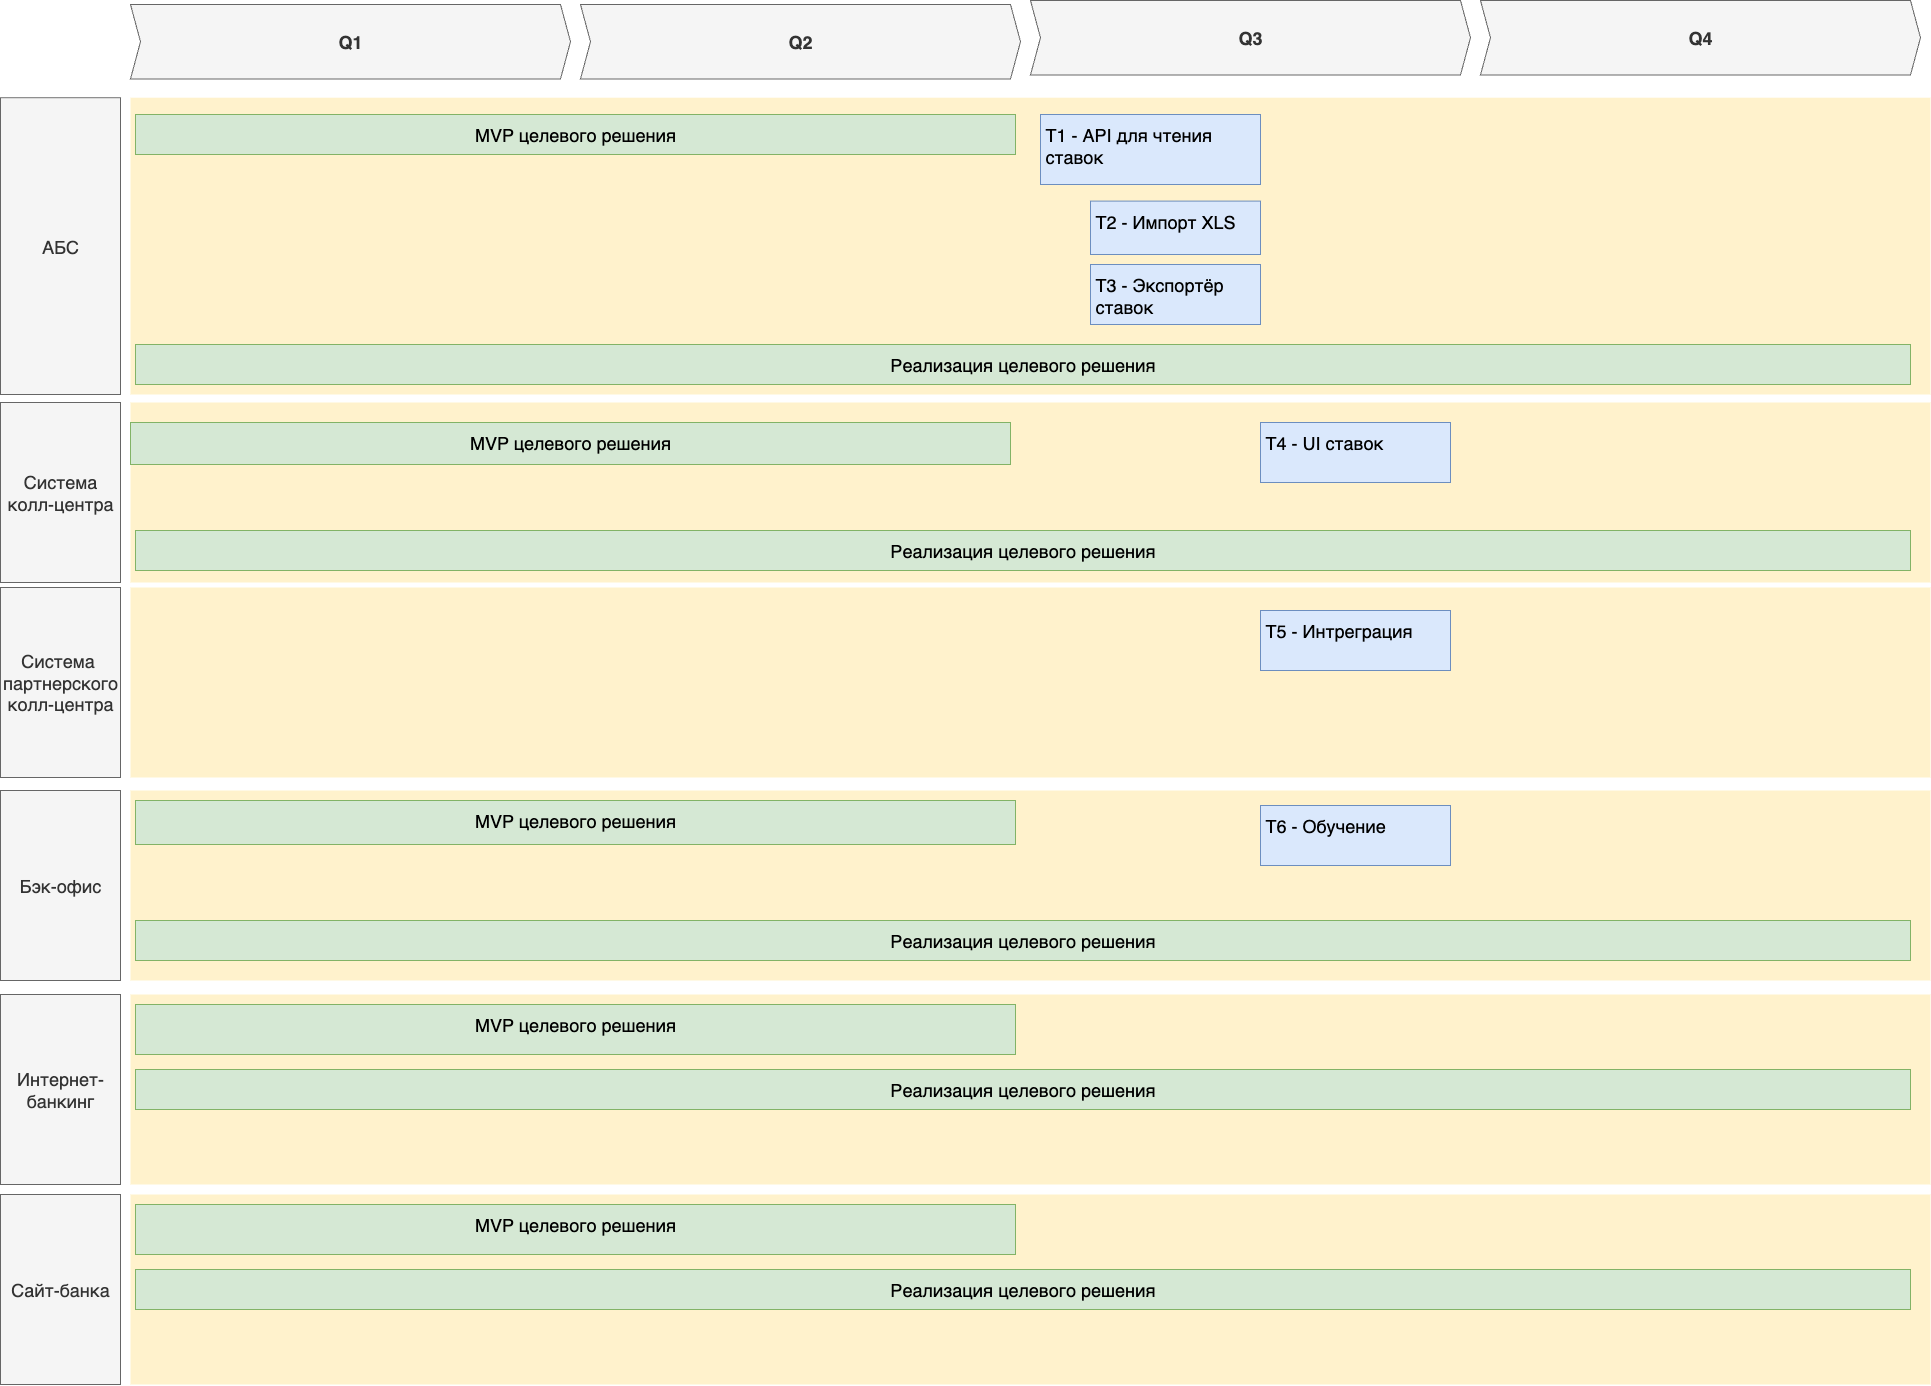 Q1
Q2
Q3
Q4
АБС
MVP целевого решения
T1 - API для чтения
ставок
T2 - Импорт XLS
T3 - Экспортёр
ставок
Реализация целевого решения
Система
колл-центра
MVP целевого решения
T4 - UI ставок
Реализация целевого решения
Система
партнерского
колл-центра
T5 - Интреграция
Бэк-офис
MVP целевого решения
T6 - Обучение
Реализация целевого решения
Интернет-
банкинг
MVP целевого решения
Реализация целевого решения
Сайт-банка
MVP целевого решения
Реализация целевого решения